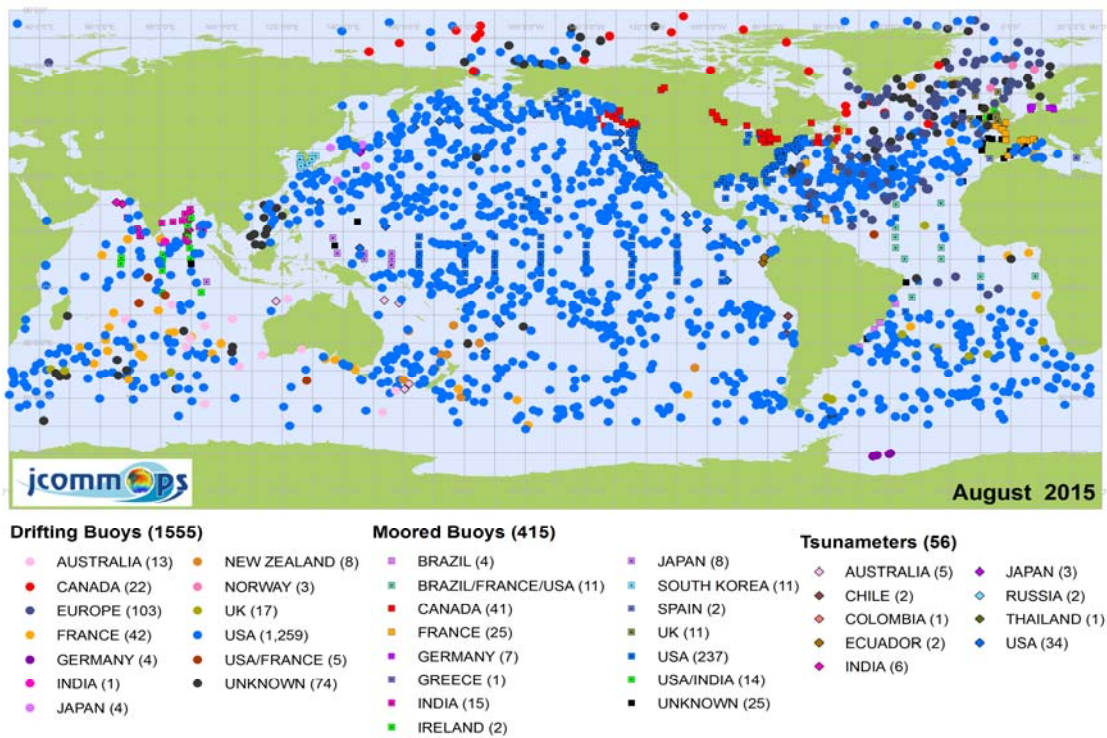 jcommops
August 2015
Drifting Buoys (1555)
AUSTRALIA (13)
CANADA (22)
EUROPE (103)
FRANCE (42)
GERMANY (4)
INDIA (1)
JAPAN (4)
NEW ZEALAND (8)
NORWAY (3)
UK (17)
USA (1,259)
USA/FRANCE (5)
UNKNOWN (74)
Moored Buoys (415)
BRAZIL (4)
BRAZIL/FRANCE/USA (11)
CANADA (41)
FRANCE (25)
GERMANY (7)
GREECE (1)
INDIA (15)
IRELAND (2)
JAPAN (8)
SOUTH KOREA (11)
SPAIN (2)
UK (11)
USA (237)
USA/INDIA (14)
UNKNOWN (25)
Tsunameters (56)
AUSTRALIA (5)
CHILE (2)
COLOMBIA (1)
ECUADOR (2)
INDIA (6)
JAPAN (3)
RUSSIA (2)
THAILAND (1)
USA (34)